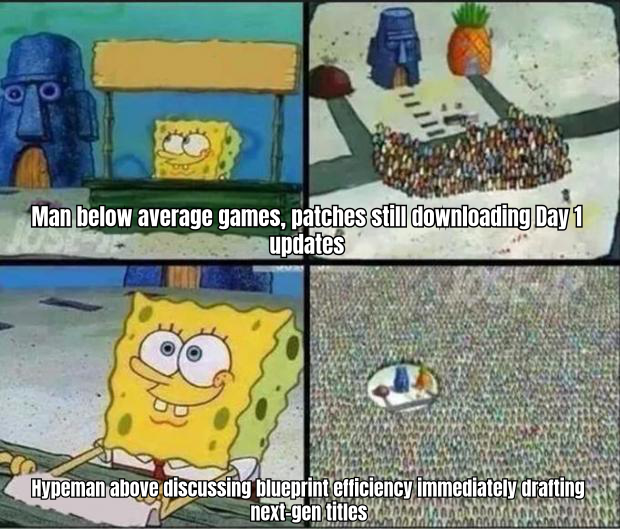 Man below average games, patches still downloading Day 1
updates
Hypeman above discussing blueprint efficiency immediately drafting
next-gen titles